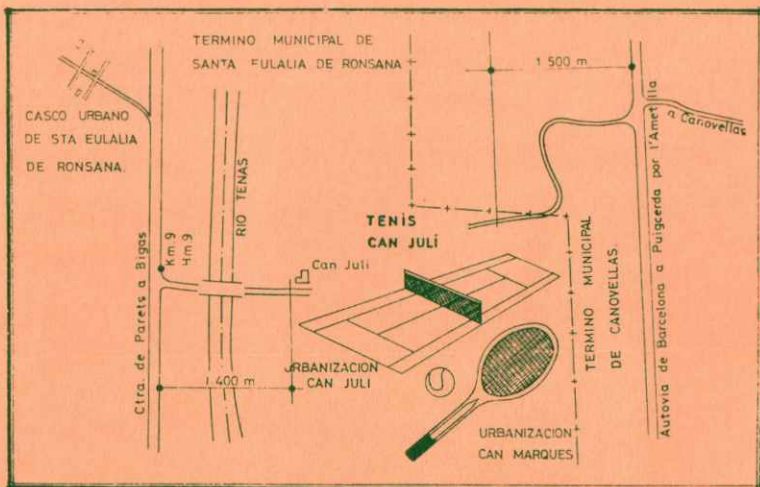 TERMINO MUNICIPAL DE
SANTA EULALIA DE RONSANA
1 500 m.
a Canovellas
CASCO URBANO
DE STA EULALIA
DE RONSANA.
RIO TENAS
TENIS
CAN JULÍ
Km.9
Hm.9
Can Juli
Ctra. de Parets a Bigas
1.400 m
URBANIZACION
CAN JULI
TERMINO MUNICIPAL
DE CANOVELLAS.
Autovia de Barcelona a Puigcerda por l'Ametlla
URBANIZACION
CAN MARQUES